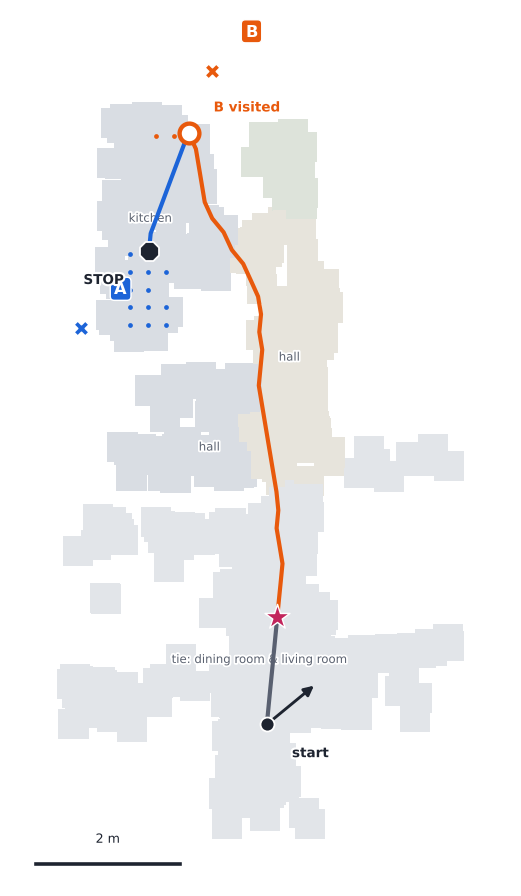 B
B visited
kitchen
STOP
A
hall
hall
tie: dining room & living room
start
2 m